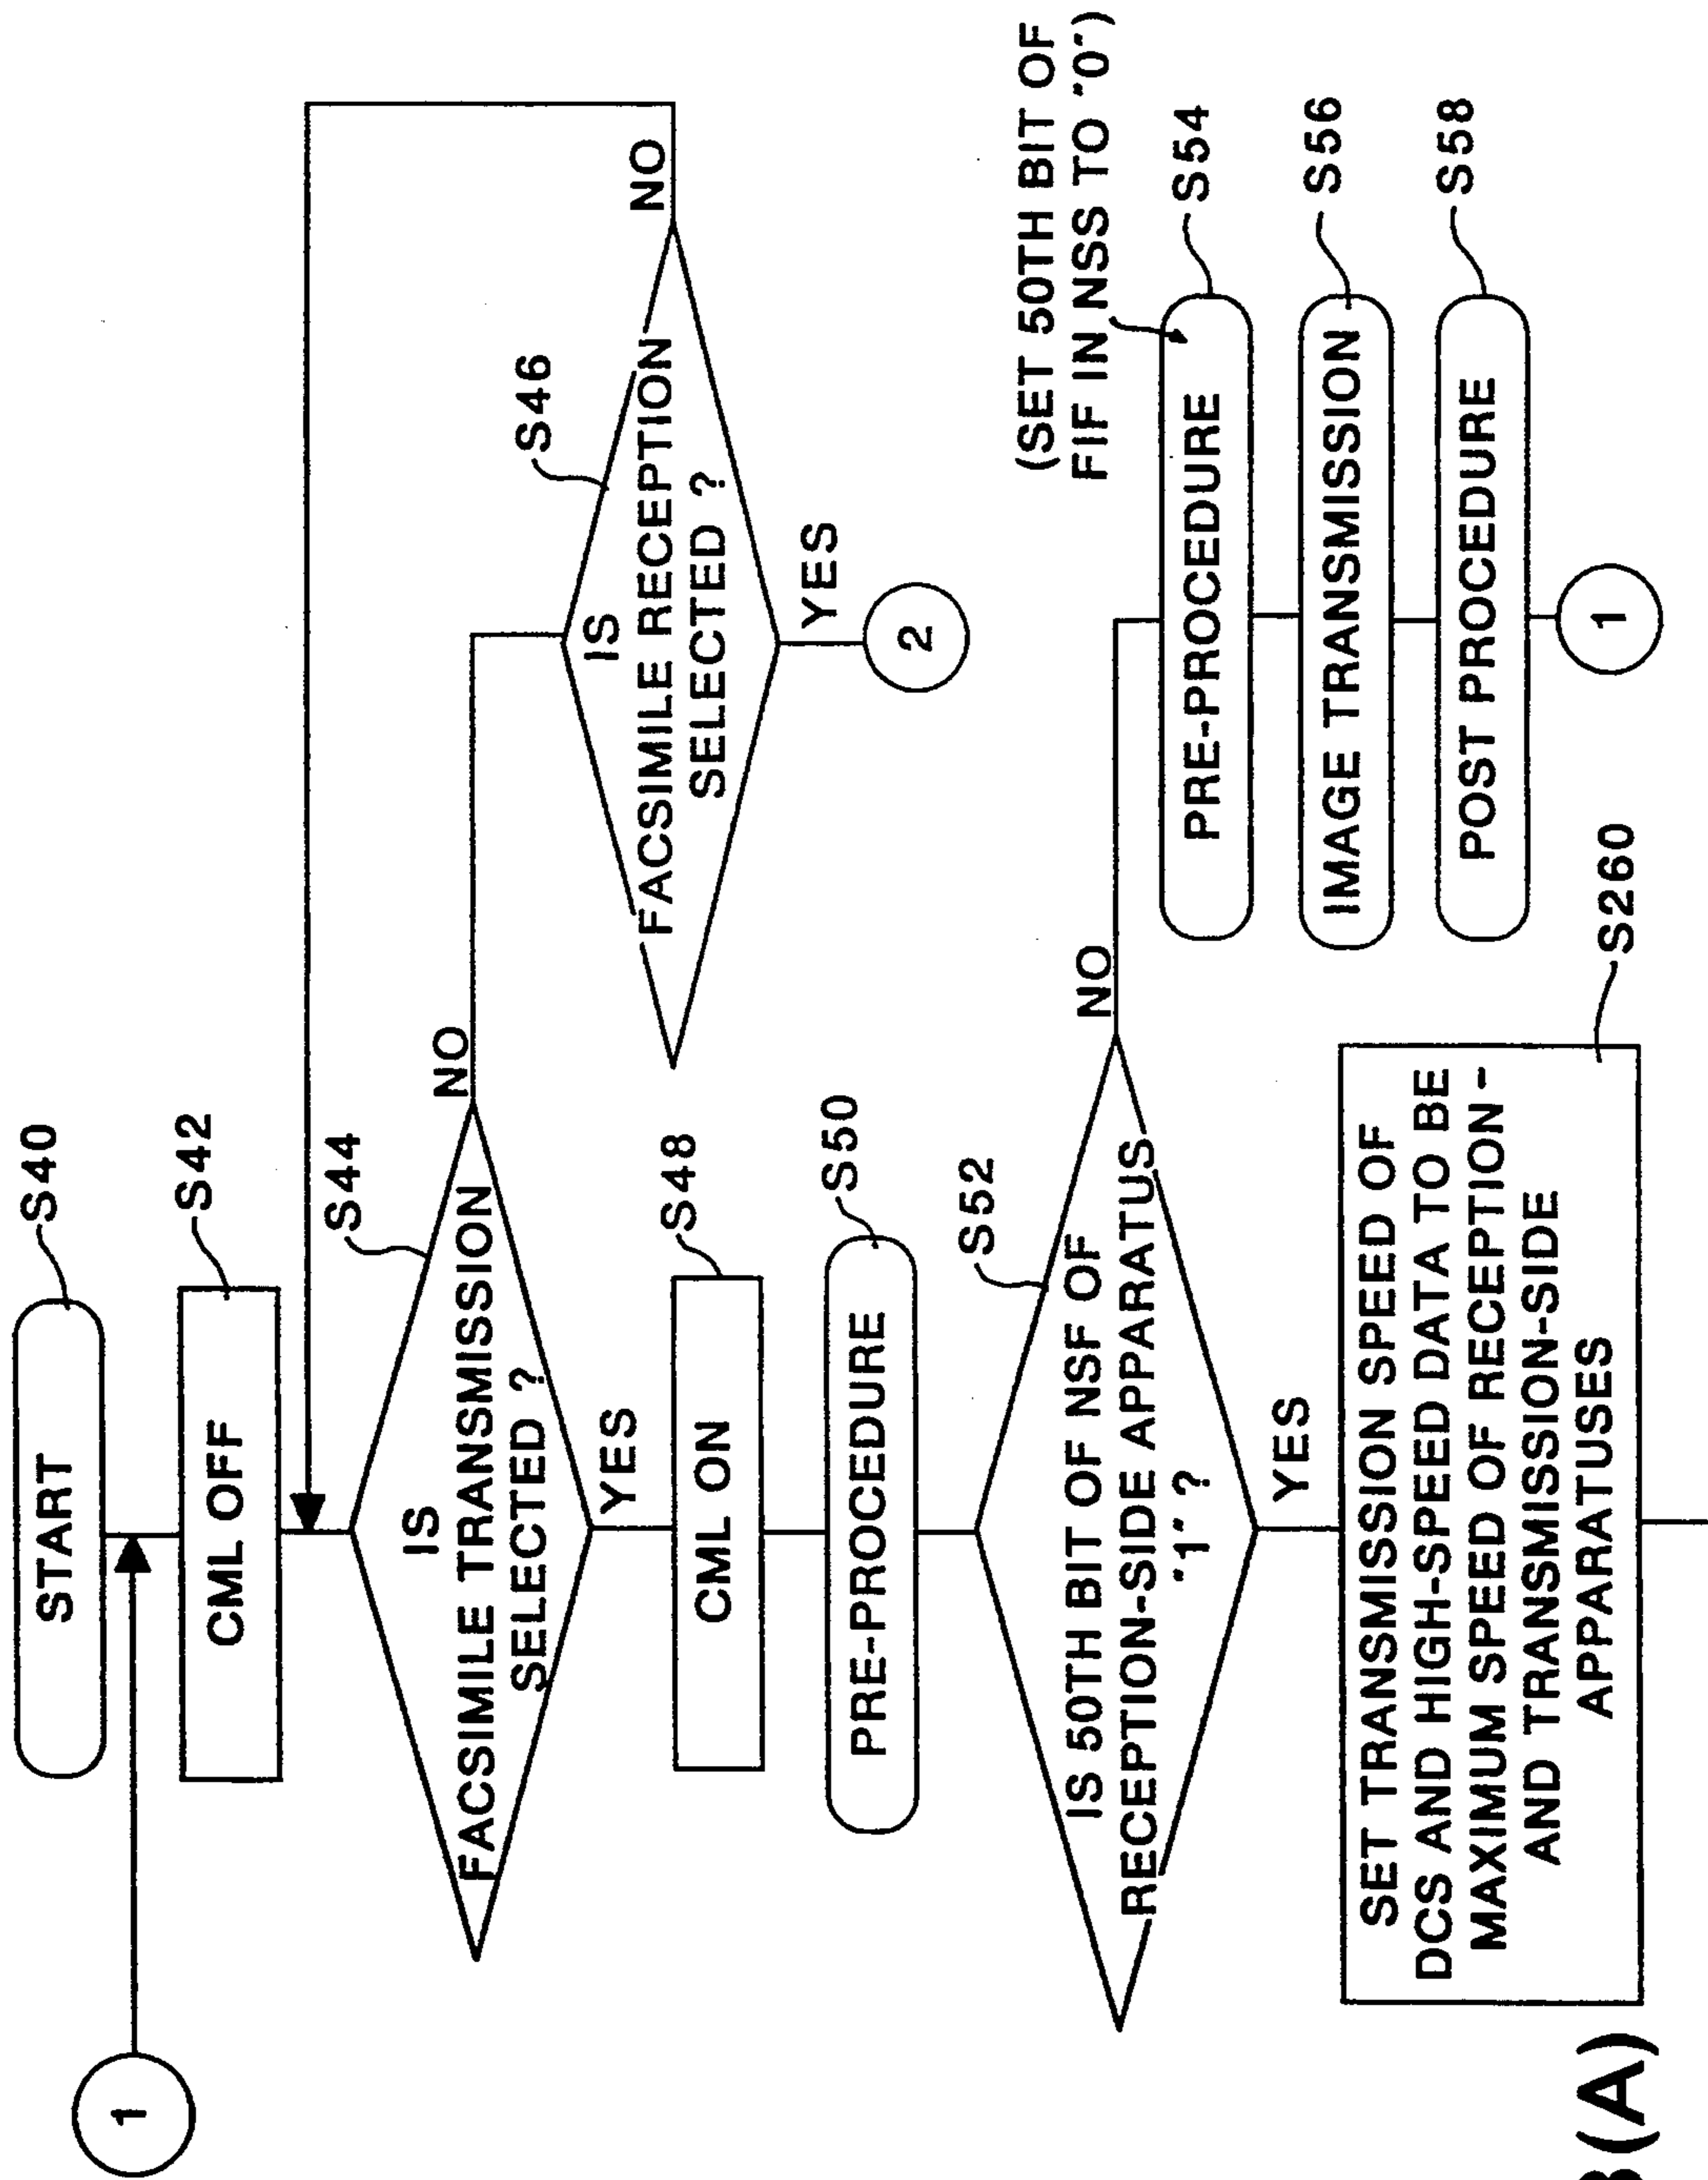 START
S40
1
CML OFF
S42
IS
FACSIMILE TRANSMISSION
SELECTED ?
S44
NO
YES
IS
FACSIMILE RECEPTION
SELECTED ?
S46
NO
YES
2
CML ON
S48
PRE-PROCEDURE
S50
IS 50TH BIT OF NSF OF
RECEPTION-SIDE APPARATUS
"1" ?
S52
NO
YES
(SET 50TH BIT OF
FIF IN NSS TO "0")
PRE-PROCEDURE
S54
IMAGE TRANSMISSION
S56
POST PROCEDURE
S58
1
SET TRANSMISSION SPEED OF
DCS AND HIGH-SPEED DATA TO BE
MAXIMUM SPEED OF RECEPTION-
AND TRANSMISSION-SIDE
APPARATUSES
S260
(A)